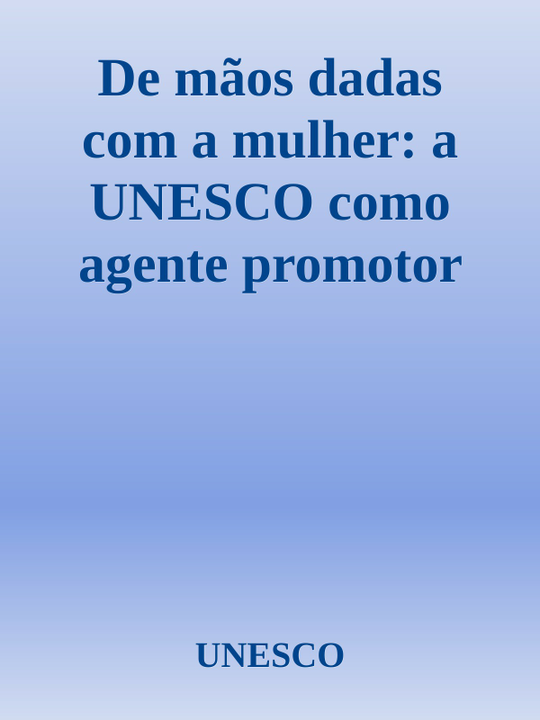 De mãos dadas
com a mulher: a
UNESCO como
agente promotor
UNESCO